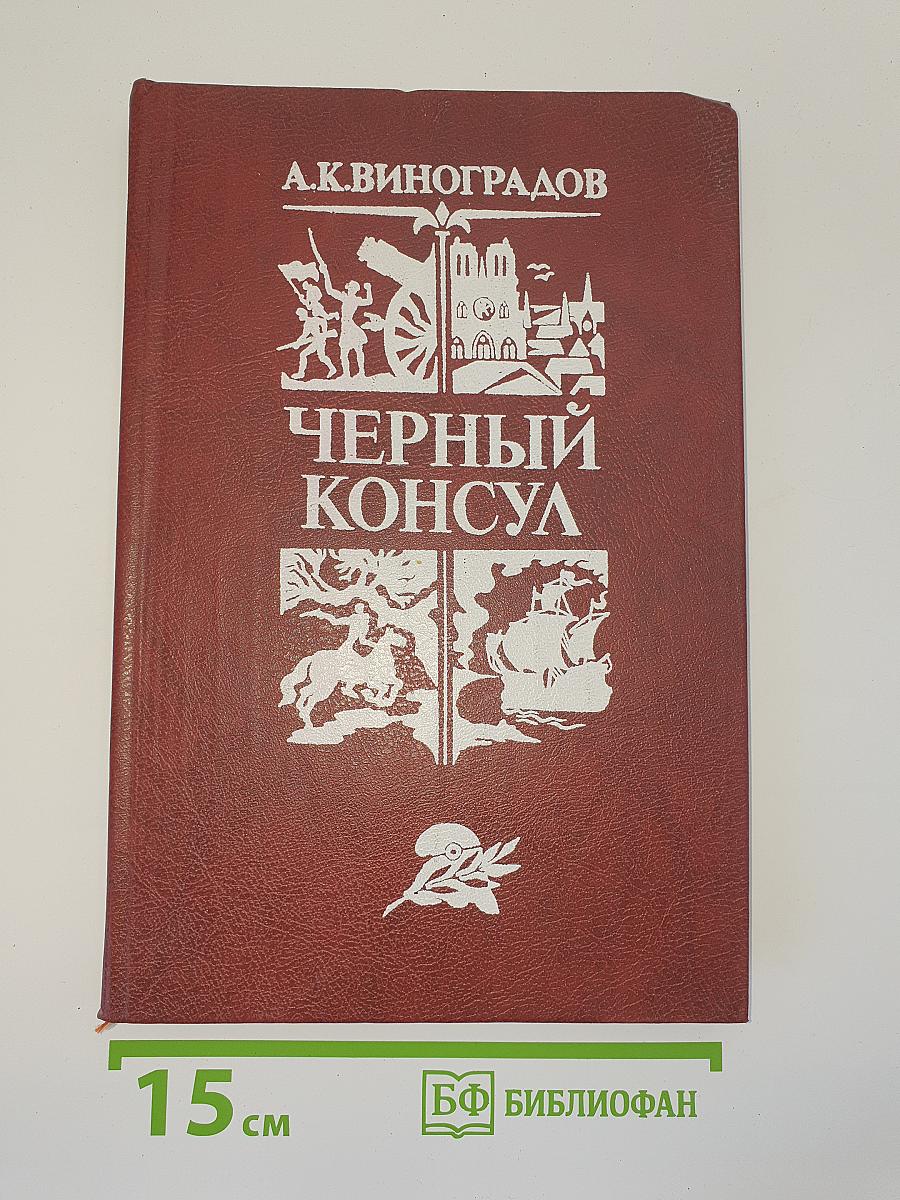 А.К.ВИНОГРАДОВ
ЧЕРНЫЙ
КОНСУЛ
15 см
БФ БИБЛИОФАН